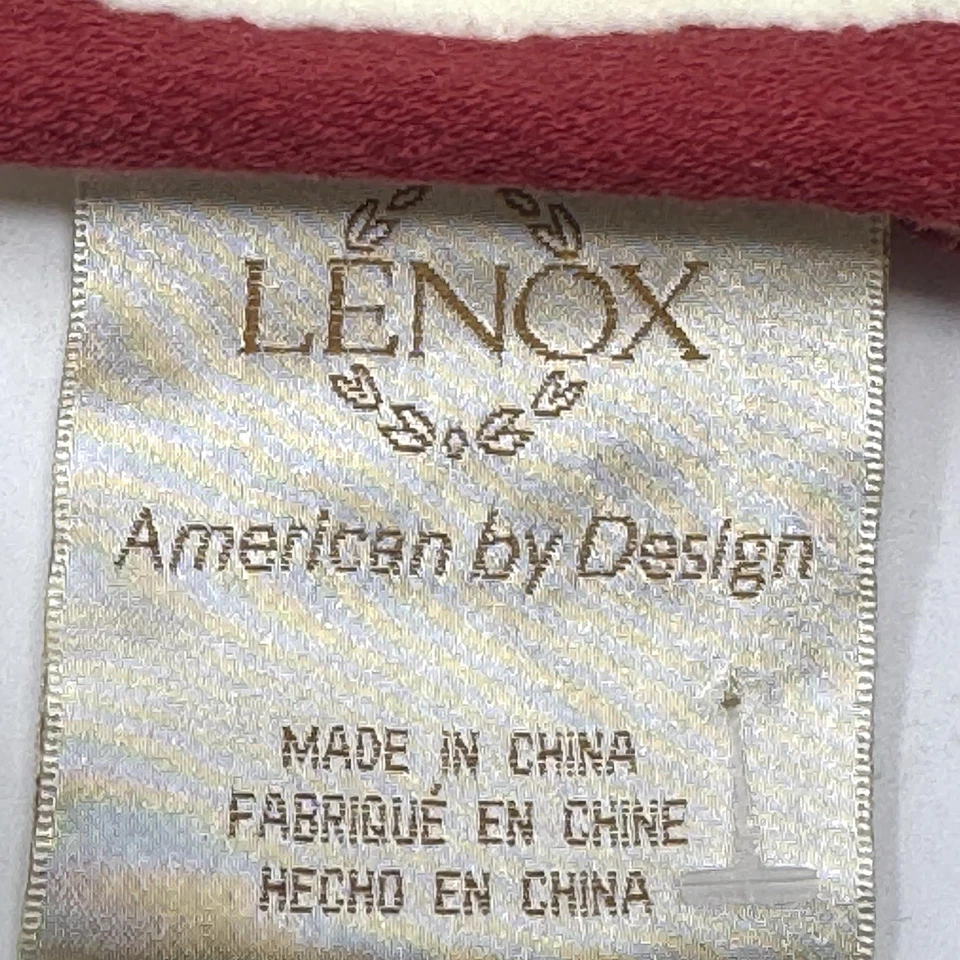 LENOX
American by Design
MADE IN CHINA
FABRIQUÉ EN CHINE
HECHO EN CHINA